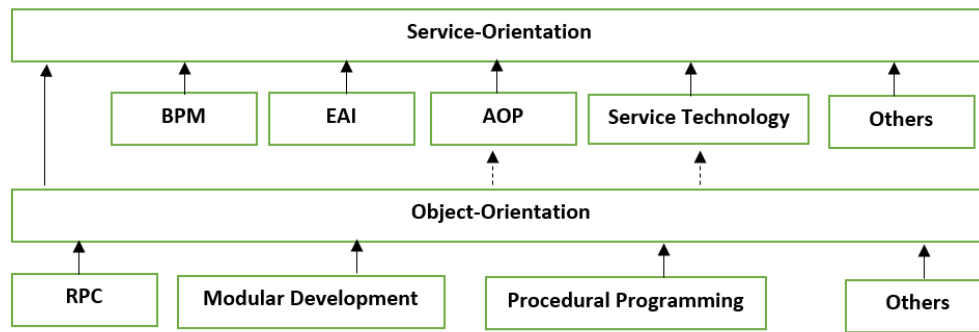 Service-Orientation
BPM
EAI
AOP
Service Technology
Others
Object-Orientation
RPC
Modular Development
Procedural Programming
Others